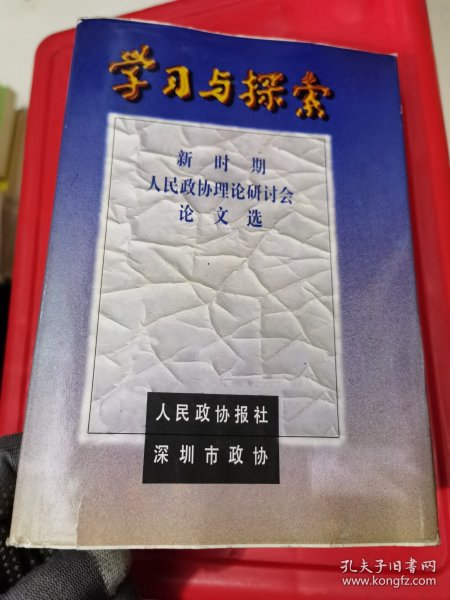 学习与探索
新时期
人民政协理论研讨会
论文选
人民政协报社
深圳市政协
孔夫子旧书网
www.kongfz.com